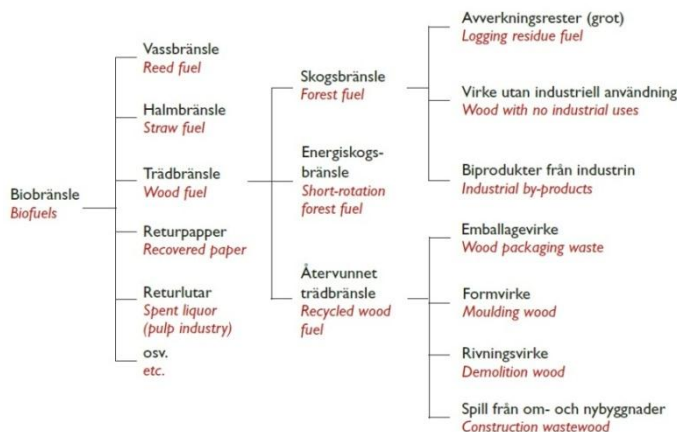 Biobränsle
Biofuels
Vassbränsle
Reed fuel
Halmbränsle
Straw fuel
Trädbränsle
Wood fuel
Returpapper
Recovered paper
Returlutar
Spent liquor
(pulp industry)
osv.
etc.
Skogsbränsle
Forest fuel
Energiskogs-
bränsle
Short-rotation
forest fuel
Återvunnet
trädbränsle
Recycled wood
fuel
Avverkningsrester (grot)
Logging residue fuel
Virke utan industriell användning
Wood with no industrial uses
Biprodukter från industrin
Industrial by-products
Emballagevirke
Wood packaging waste
Formvirke
Moulding wood
Rivningsvirke
Demolition wood
Spill från om- och nybyggnader
Construction wastewood